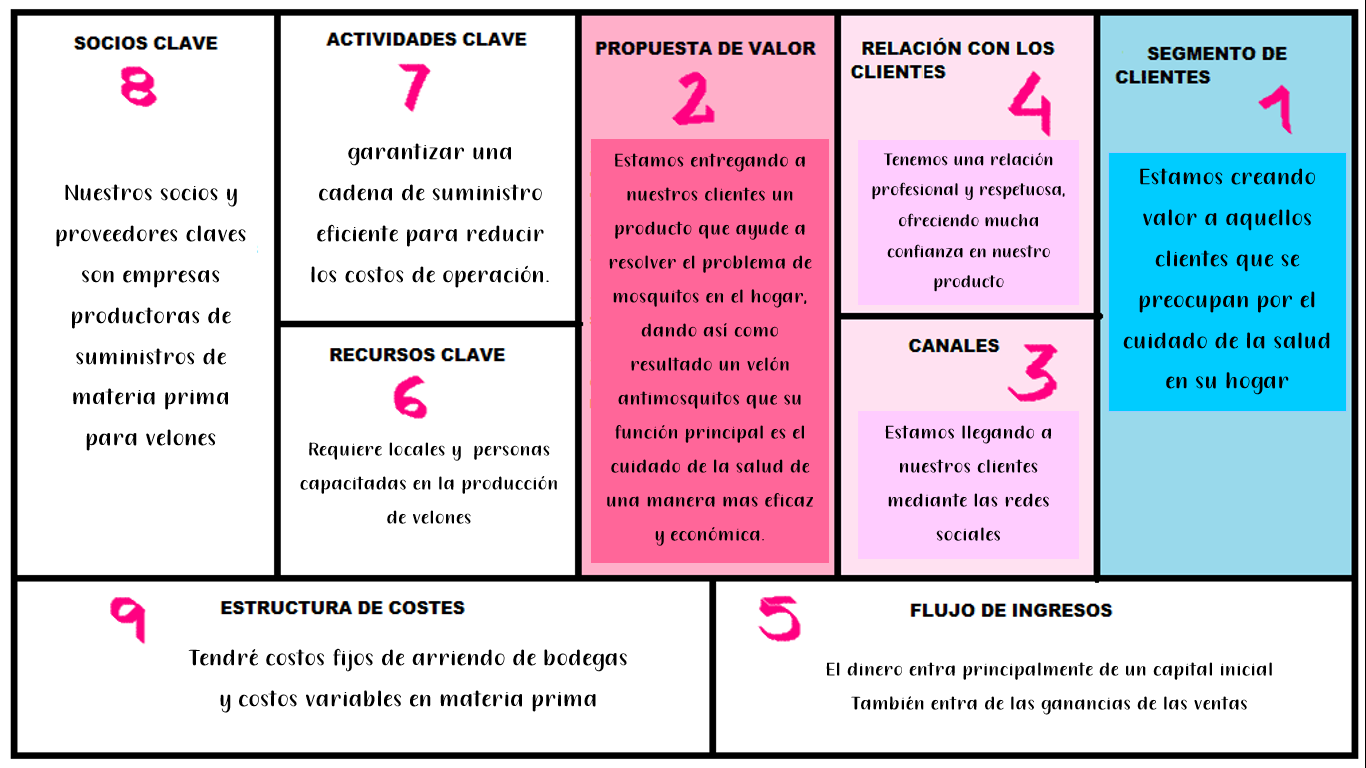 SOCIOS CLAVE
8
Nuestros socios y
proveedores claves
son empresas
productoras de
suministros de
materia prima
para velones
ACTIVIDADES CLAVE
7
garantizar una
cadena de suministro
eficiente para reducir
los costos de operación.
RECURSOS CLAVE
6
Requiere locales y personas
capacitadas en la producción
de velones
PROPUESTA DE VALOR
2
Estamos entregando a
nuestros clientes un
producto que ayude a
resolver el problema de
mosquitos en el hogar,
dando así como
resultado un velón
antimosquitos que su
función principal es el
cuidado de la salud de
una manera mas eficaz
y económica.
RELACIÓN CON LOS
CLIENTES
4
Tenemos una relación
profesional y respetuosa,
ofreciendo mucha
confianza en nuestro
producto
CANALES
3
Estamos llegando a
nuestros clientes
mediante las redes
sociales
SEGMENTO DE
CLIENTES
1
Estamos creando
valor a aquellos
clientes que se
preocupan por el
cuidado de la salud
en su hogar
9
ESTRUCTURA DE COSTES
Tendré costos fijos de arriendo de bodegas
y costos variables en materia prima
5
FLUJO DE INGRESOS
El dinero entra principalmente de un capital inicial
También entra de las ganancias de las ventas